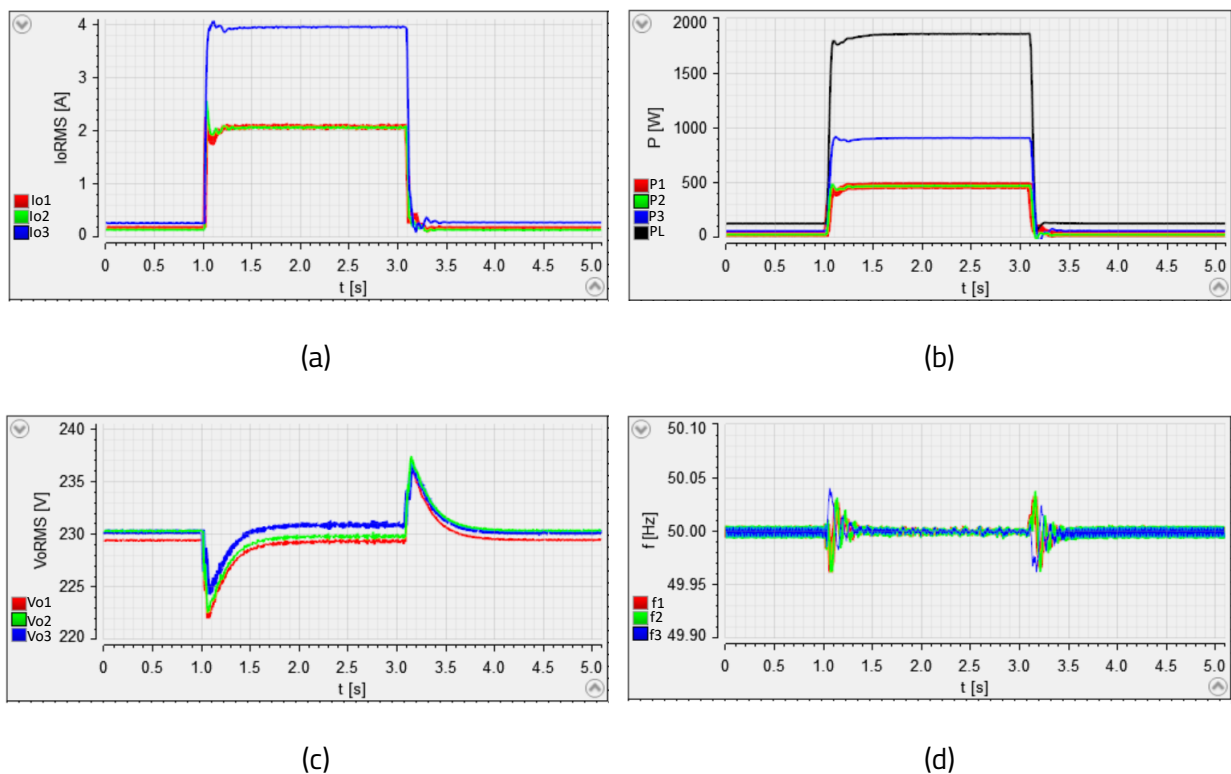 4
3
2
1
0
IoRMS [A]
Io1
Io2
Io3
0 0.5 1.0 1.5 2.0 2.5 3.0 3.5 4.0 4.5 5.0
t [s]
(a)
2000
1500
1000
500
0
P [W]
P1
P2
P3
PL
0 0.5 1.0 1.5 2.0 2.5 3.0 3.5 4.0 4.5 5.0
t [s]
(b)
240
235
230
225
220
VoRMS [V]
Vo1
Vo2
Vo3
0 0.5 1.0 1.5 2.0 2.5 3.0 3.5 4.0 4.5 5.0
t [s]
(c)
50.10
50.05
50.00
49.95
49.90
f [Hz]
f1
f2
f3
0 0.5 1.0 1.5 2.0 2.5 3.0 3.5 4.0 4.5 5.0
t [s]
(d)